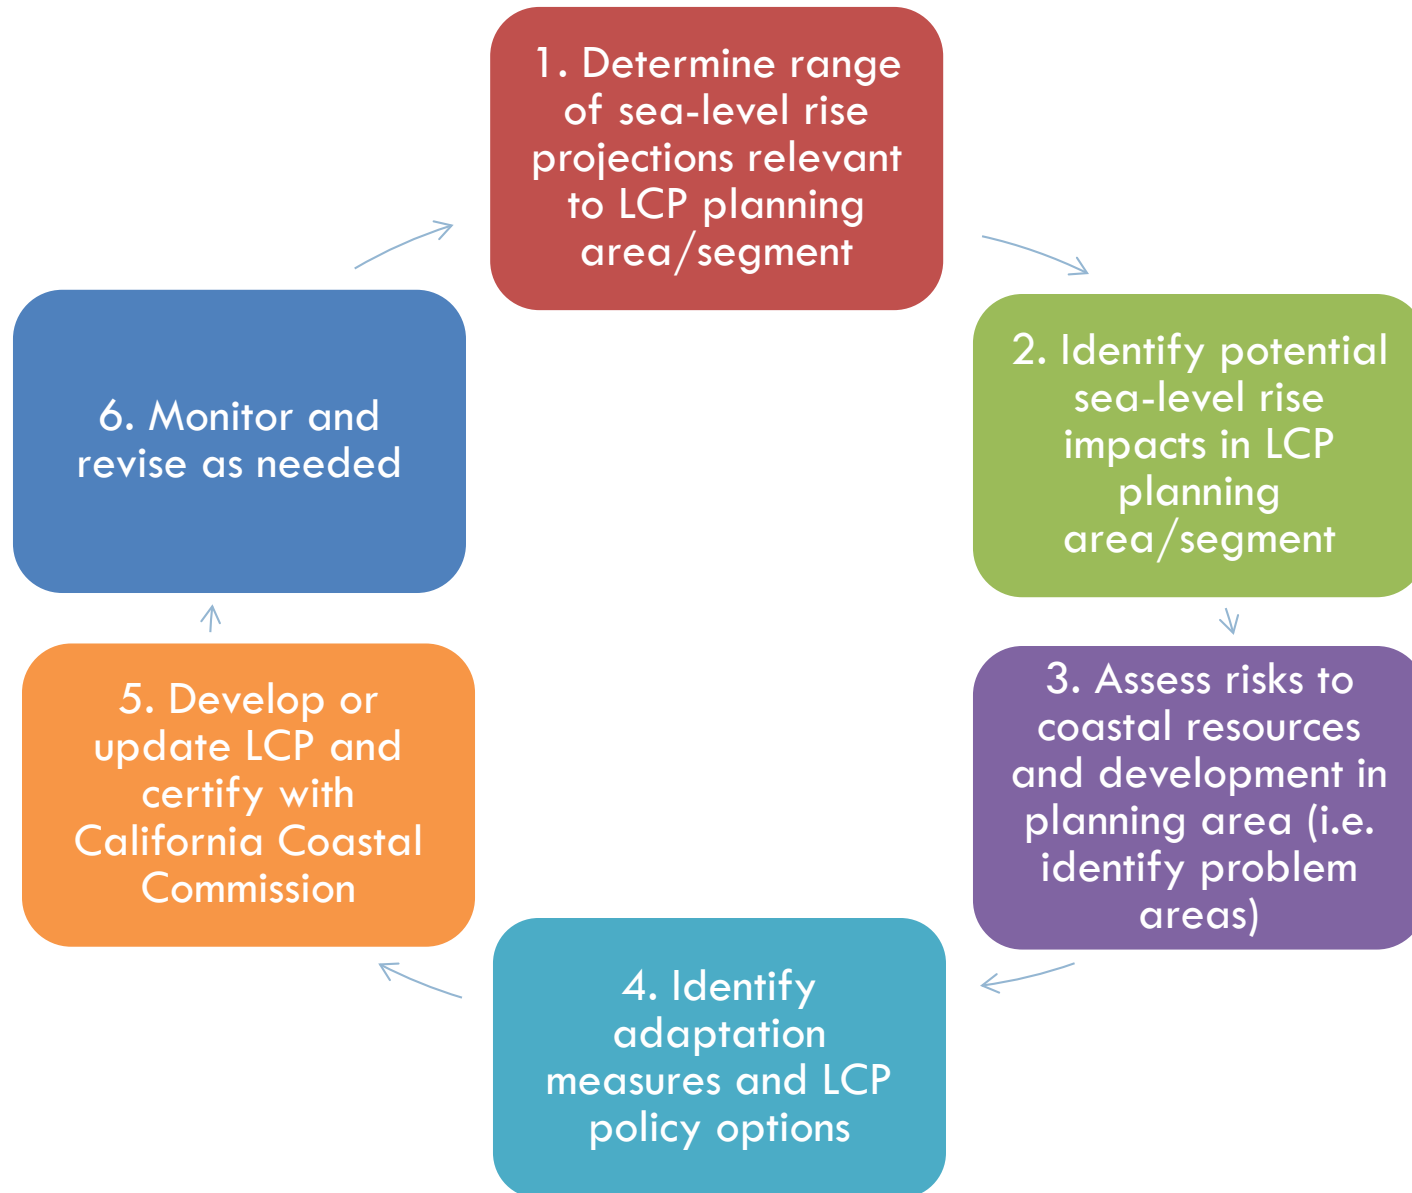 1. Determine range
of sea-level rise
projections relevant
to LCP planning
area/segment
2. Identify potential
sea-level rise
impacts in LCP
planning
area/segment
3. Assess risks to
coastal resources
and development in
planning area (i.e.
identify problem
areas)
4. Identify
adaptation
measures and LCP
policy options
5. Develop or
update LCP and
certify with
California Coastal
Commission
6. Monitor and
revise as needed